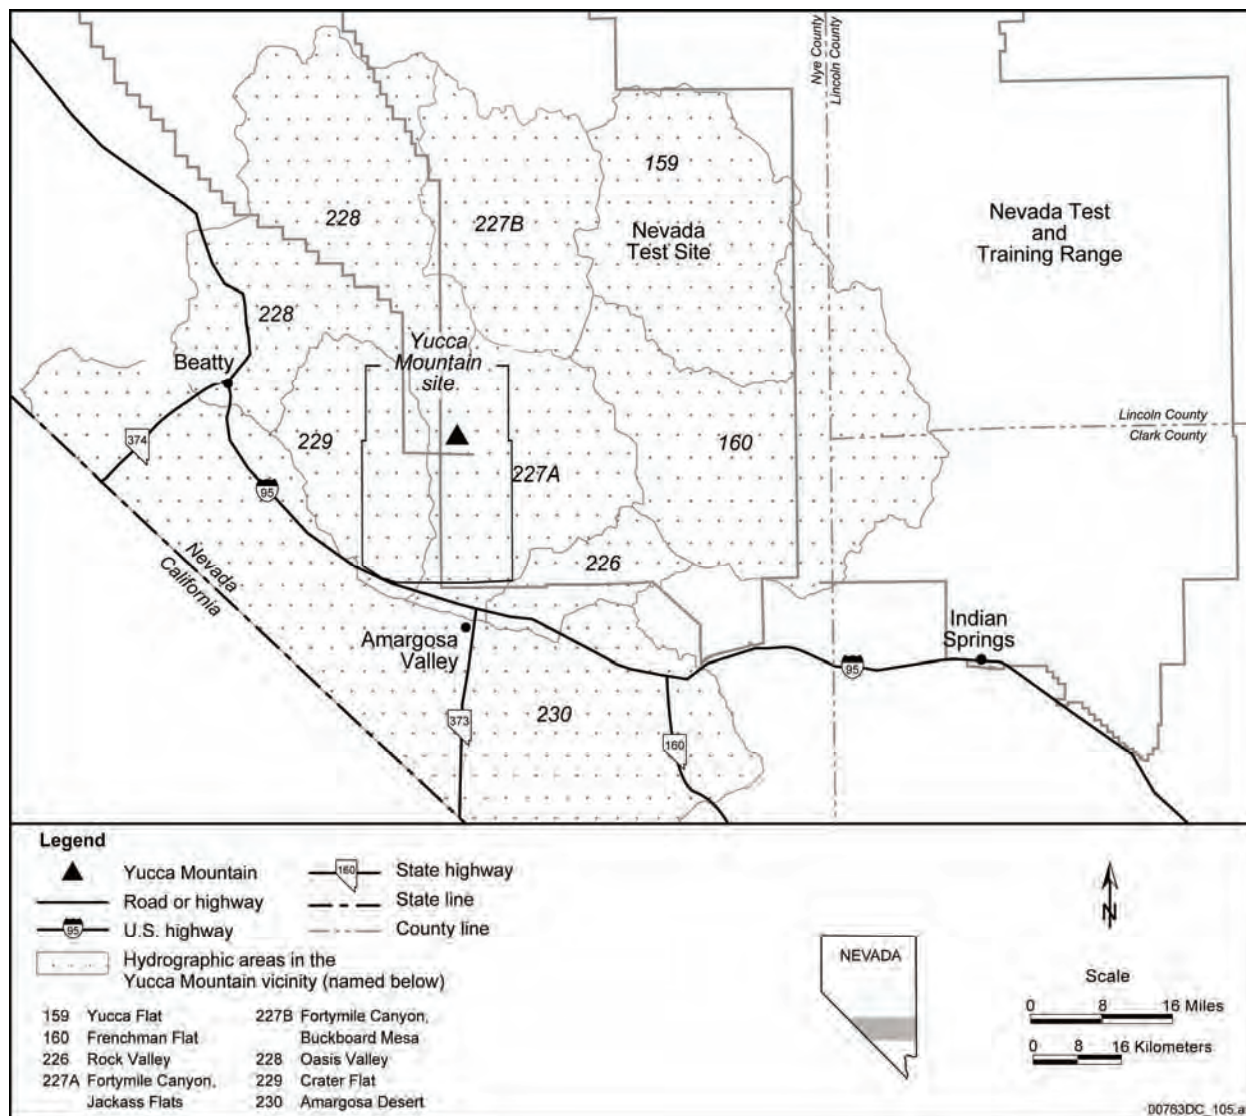 Nye County
Lincoln County
159
228
227B
Nevada
Test Site
Nevada Test
and
Training Range
228
Yucca
Mountain
site.
Beatty
Lincoln County
Clark County
374
229
160
227A
95
Nevada
California
226
Indian
Springs
Amargosa
Valley
95
230
373
160
Legend
Yucca Mountain
Road or highway
95
U.S. highway
160
State highway
State line
County line
Hydrographic areas in the
Yucca Mountain vicinity (named below)
159 Yucca Flat
160 Frenchman Flat
226 Rock Valley
227A Fortymile Canyon,
Jackass Flats
227B Fortymile Canyon,
Buckboard Mesa
228 Oasis Valley
229 Crater Flat
230 Amargosa Desert
NEVADA
N
Scale
0 8 16 Miles
0 8 16 Kilometers
00783DC_105.ai